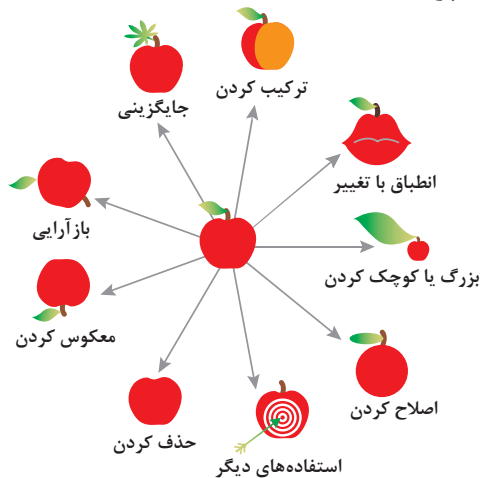 ترکیب کردن
جایگزینی
انطباق با تغییر
بازآرایی
بزرگ یا کوچک کردن
معکوس کردن
اصلاح کردن
حذف کردن
استفاده‌های دیگر